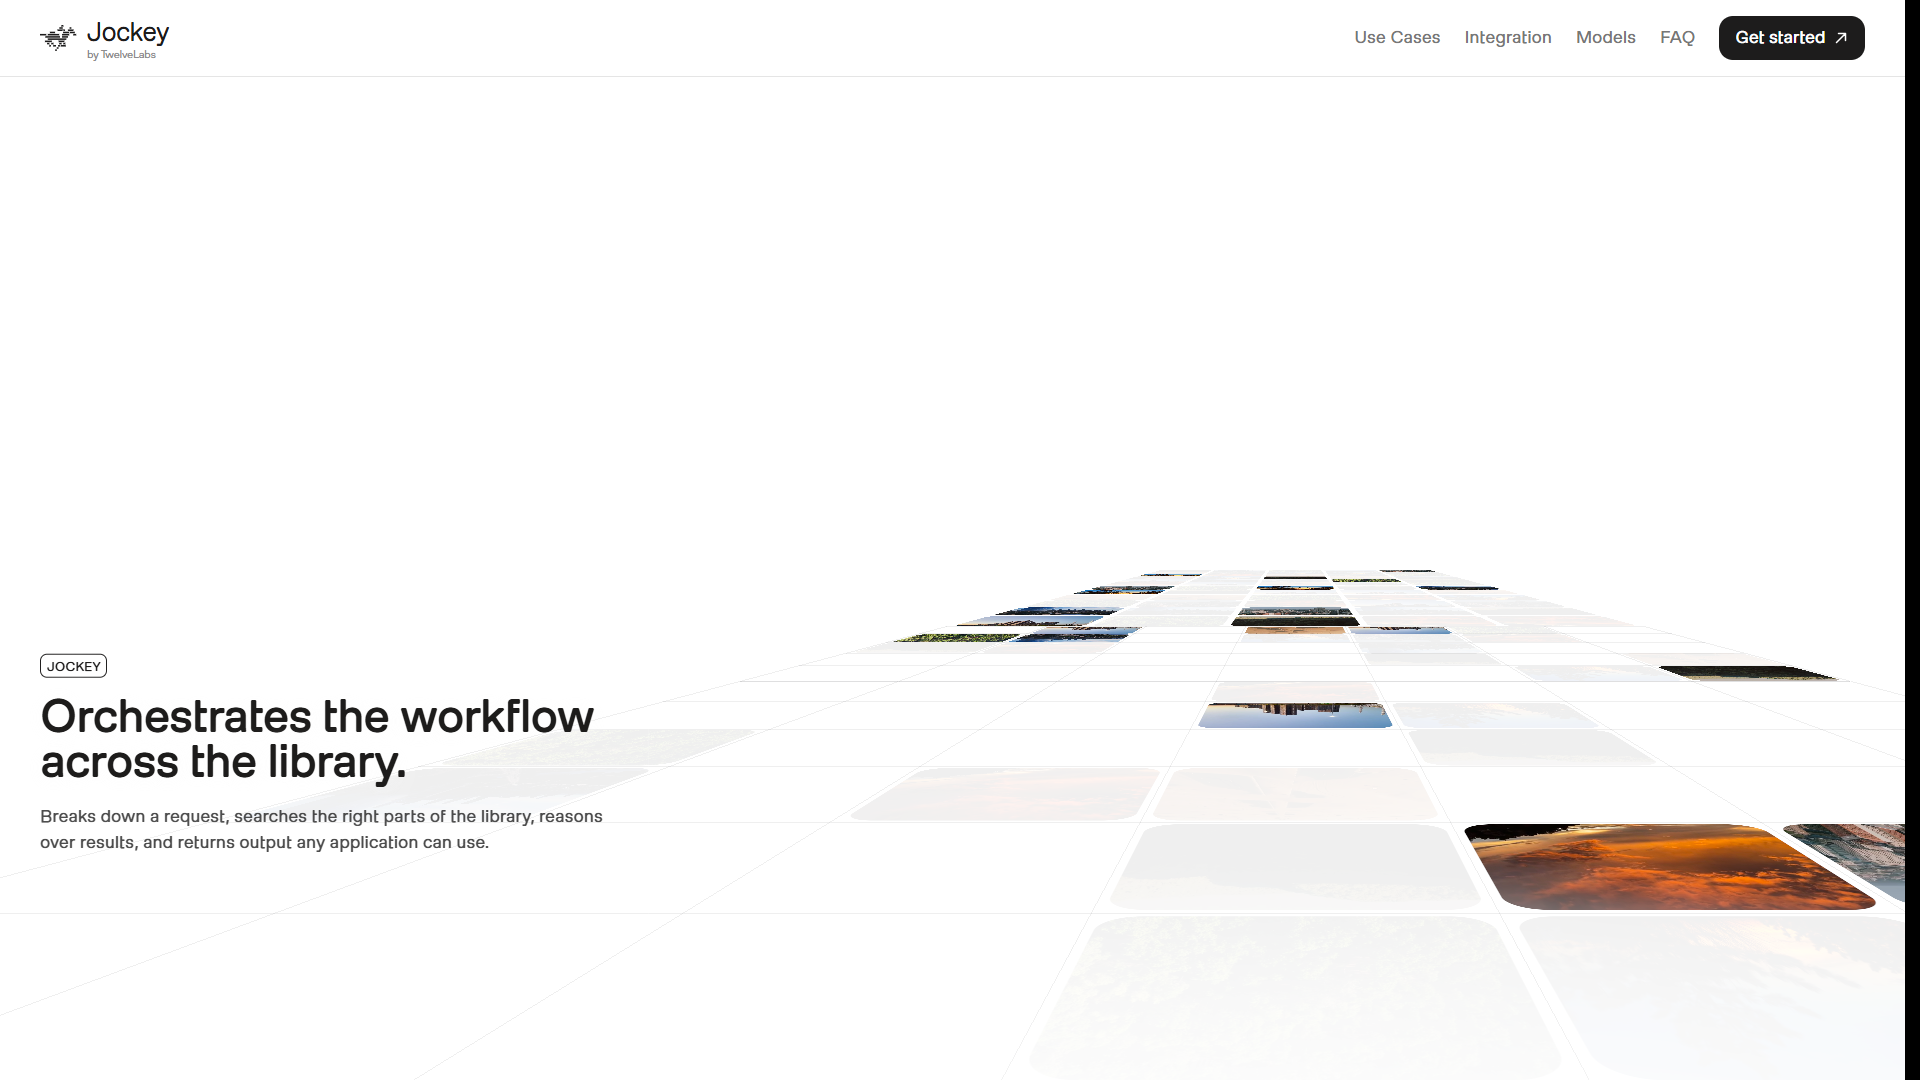 Jockey
by TwelveLabs
Use Cases
Integration
Models
FAQ
Get started
JOCKEY
Orchestrates the workflow
across the library.
Breaks down a request, searches the right parts of the library, reasons
over results, and returns output any application can use.